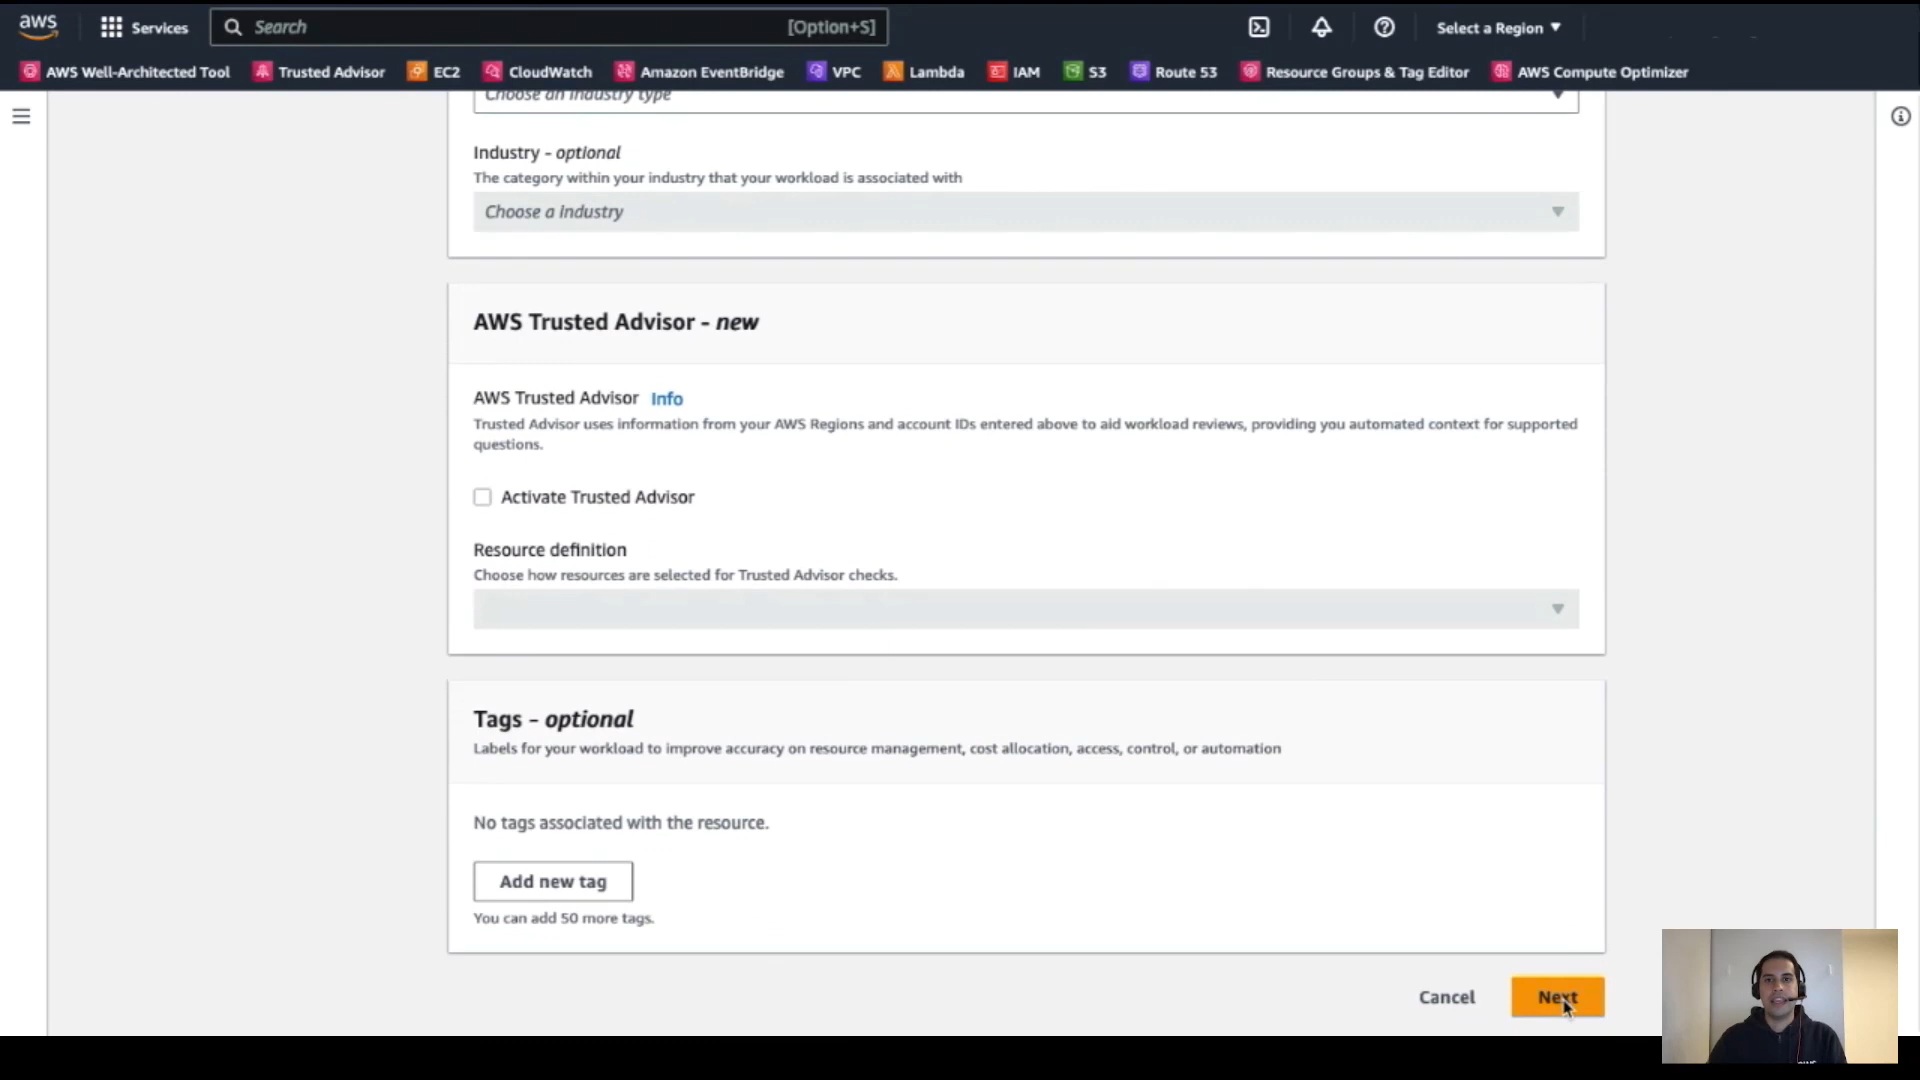 aws
Services
Search
[Option+S]
Select a Region
AWS Well-Architected Tool
Trusted Advisor
EC2
CloudWatch
Amazon EventBridge
VPC
Lambda
IAM
S3
Route 53
Resource Groups & Tag Editor
AWS Compute Optimizer
Choose an industry type
Industry - optional
The category within your industry that your workload is associated with
Choose a industry
AWS Trusted Advisor - new
AWS Trusted Advisor Info
Trusted Advisor uses information from your AWS Regions and account IDs entered above to aid workload reviews, providing you automated context for supported
questions.
Activate Trusted Advisor
Resource definition
Choose how resources are selected for Trusted Advisor checks.
Tags - optional
Labels for your workload to improve accuracy on resource management, cost allocation, access, control, or automation
No tags associated with the resource.
Add new tag
You can add 50 more tags.
Cancel
Next